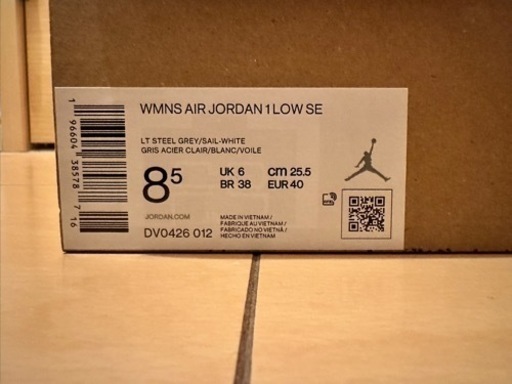 WMNS AIR JORDAN 1 LOW SE
LT STEEL GREY/SAIL-WHITE
GRIS ACIER CLAIR/BLANC/VOILE
8⁵
UK 6
cm 25.5
BR 38
EUR 40
JORDAN.COM
DV0426 012
MADE IN VIETNAM /
FABRIQUE AU VIETNAM /
FABRICADO NO VIETNÃ /
HECHO EN VIETNAM
1 96604 38578 7 16